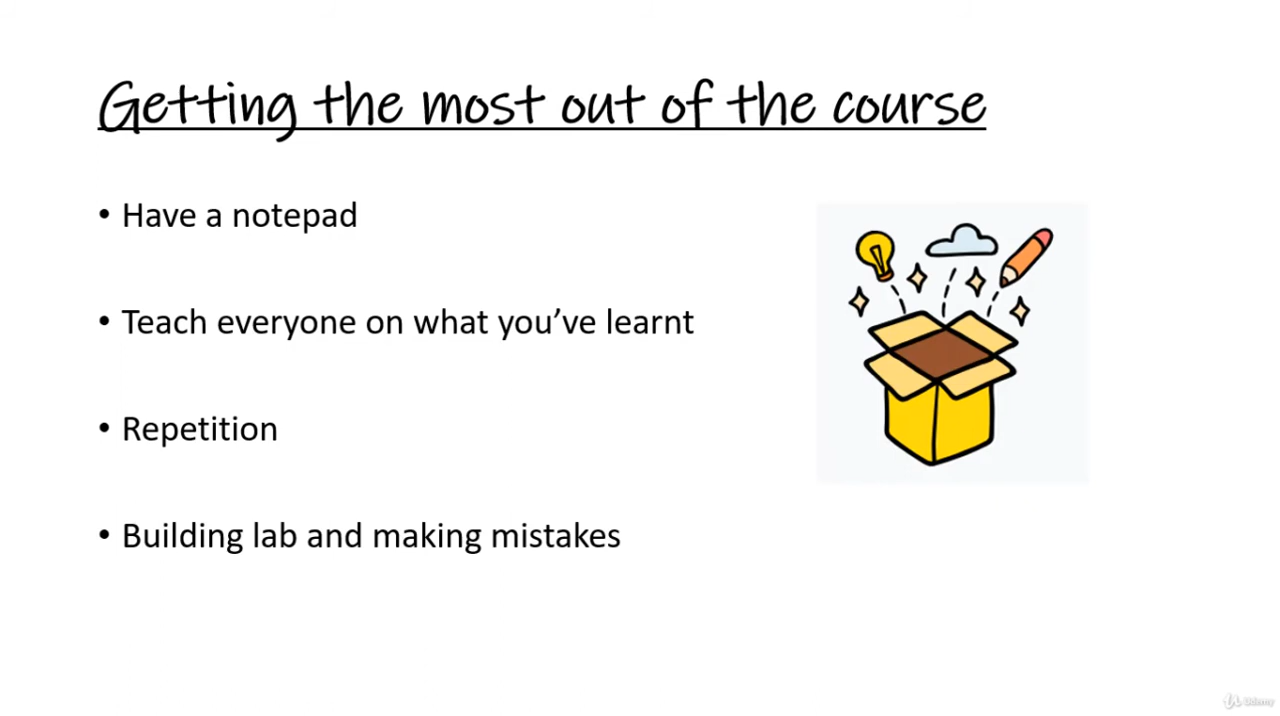 Getting the most out of the course
• Have a notepad
• Teach everyone on what you’ve learnt
• Repetition
• Building lab and making mistakes
Udemy